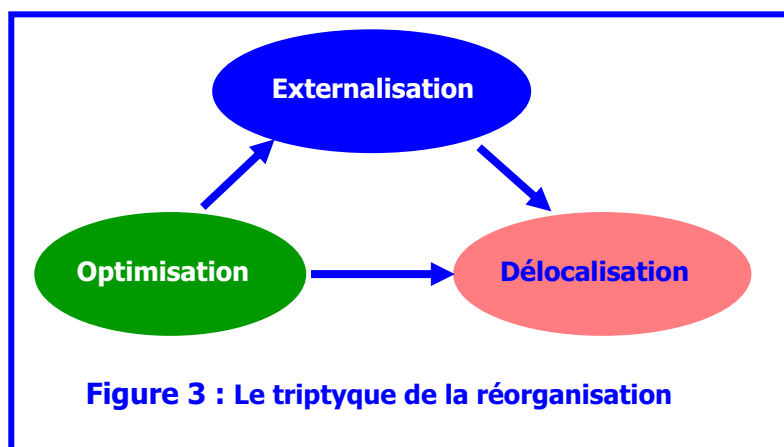 Externalisation
Optimisation
Délocalisation
Figure 3 : Le triptyque de la réorganisation